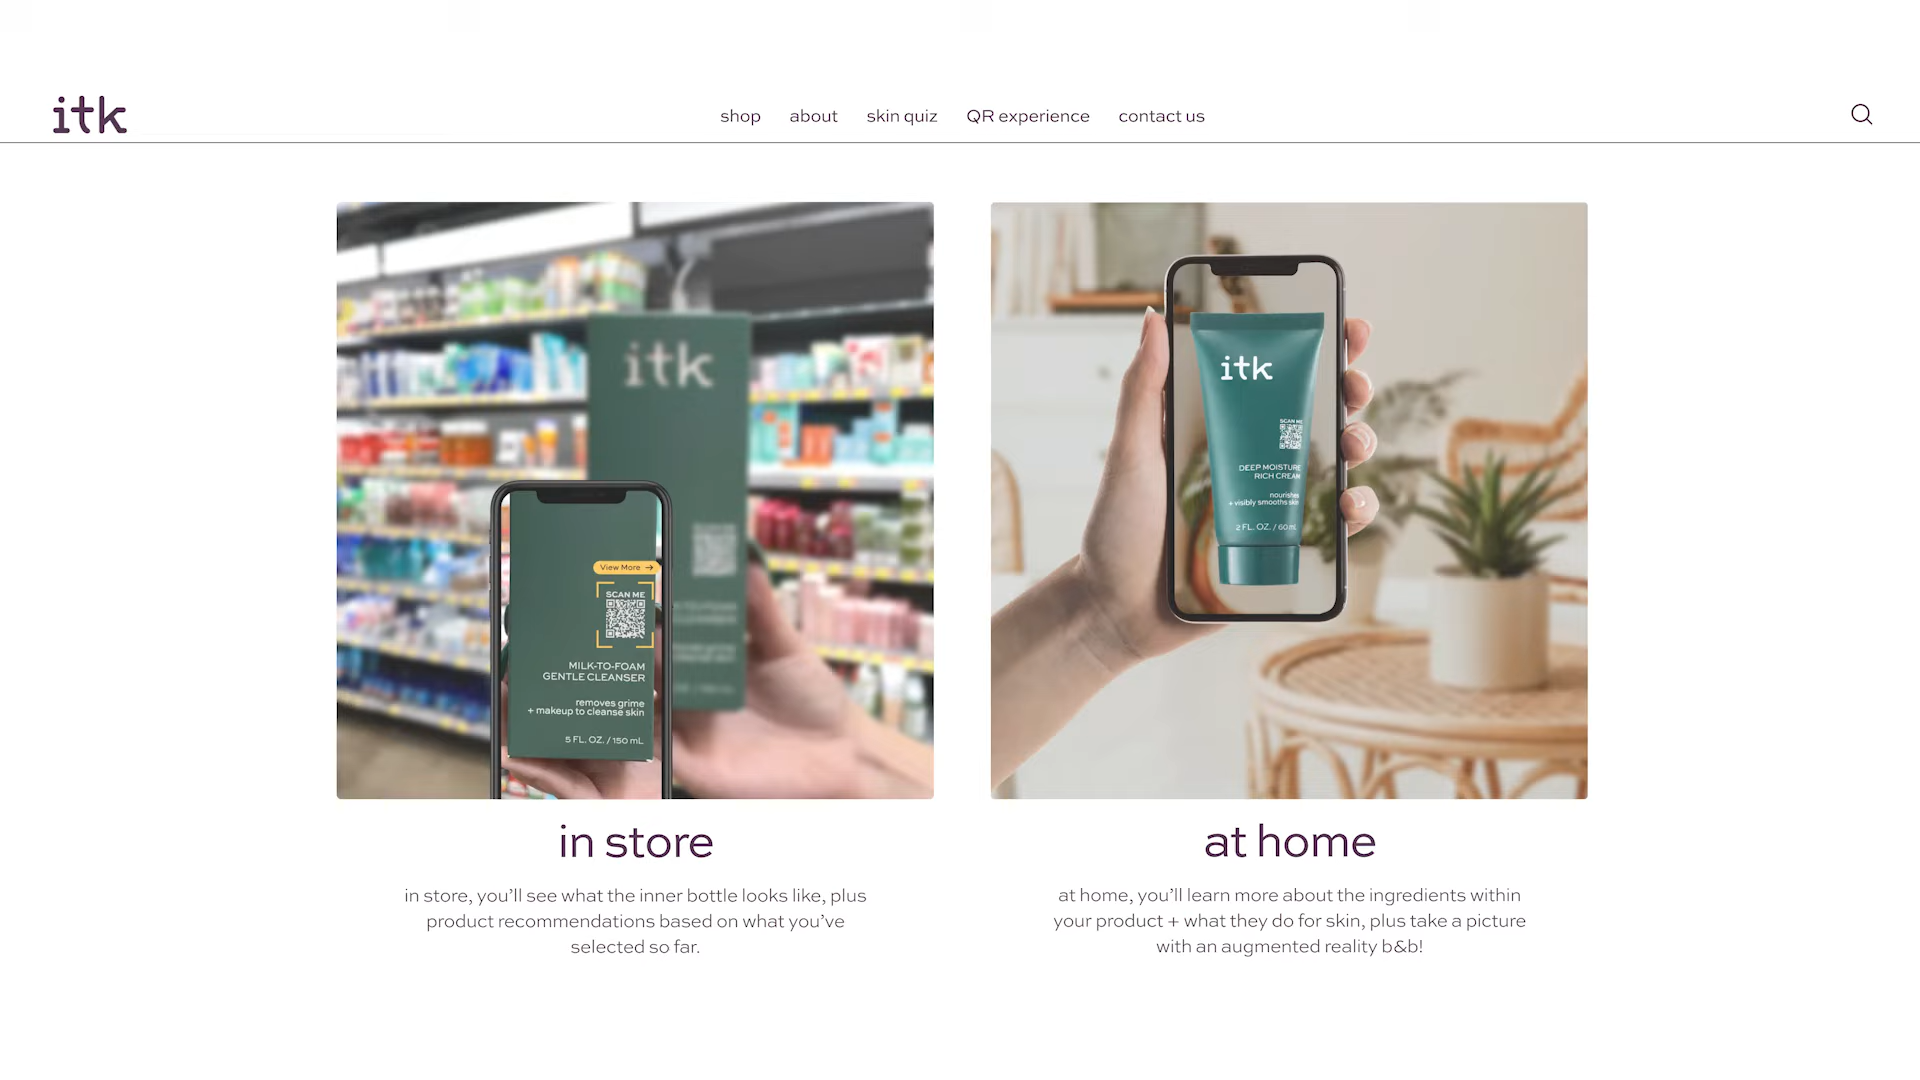 itk
shop about skin quiz QR experience contact us
itk
SCAN ME
View More →
SCAN ME
MILK-TO-FOAM
GENTLE CLEANSER
removes grime
+ makeup to cleanse skin
5 FL. OZ. / 150 mL
itk
SCAN ME
DEEP MOISTURE
RICH CREAM
nourishes
+ visibly smooths skin
2 FL. OZ. / 60 mL
in store
in store, you’ll see what the inner bottle looks like, plus
product recommendations based on what you’ve
selected so far.
at home
at home, you’ll learn more about the ingredients within
your product + what they do for skin, plus take a picture
with an augmented reality b&b!